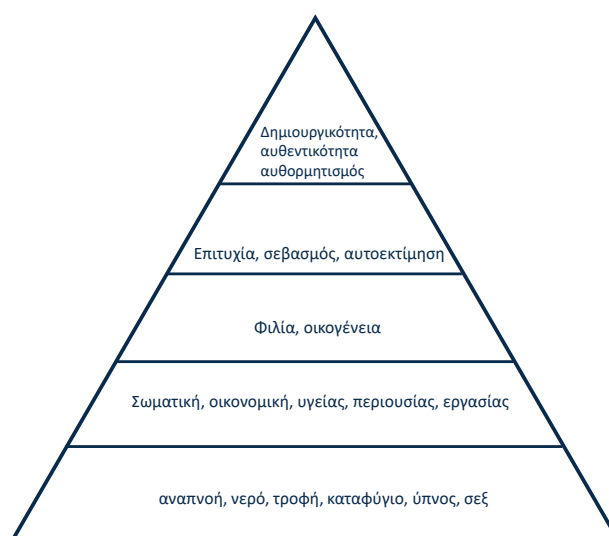 Δημιουργικότητα,
αυθεντικότητα
αυθορμητισμός
Επιτυχία, σεβασμός, αυτοεκτίμηση
Φιλία, οικογένεια
Σωματική, οικονομική, υγείας, περιουσίας, εργασίας
αναπνοή, νερό, τροφή, καταφύγιο, ύπνος, σεξ